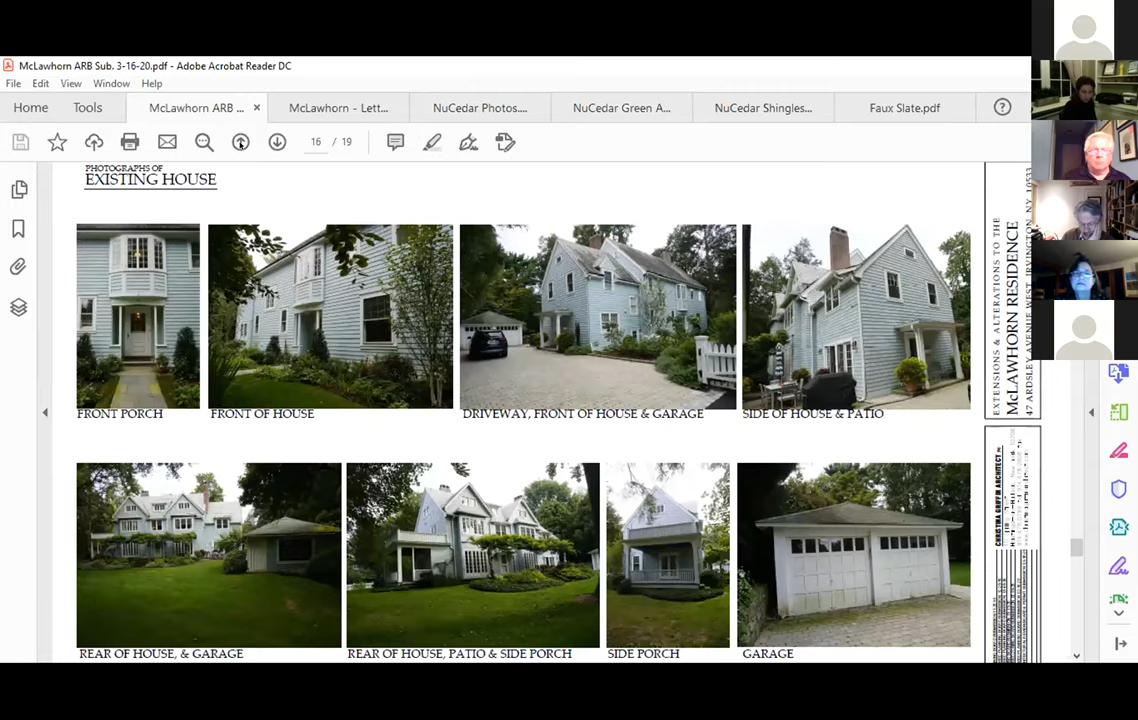 McLawhorn ARB Sub. 3-16-20.pdf - Adobe Acrobat Reader DC
File Edit View Window Help
Home Tools McLawhorn ARB ... × McLawhorn - Lett... NuCedar Photos.... NuCedar Green A... NuCedar Shingles... Faux Slate.pdf ?
16 / 19
PHOTOGRAPHS OF
EXISTING HOUSE
FRONT PORCH FRONT OF HOUSE DRIVEWAY, FRONT OF HOUSE & GARAGE SIDE OF HOUSE & PATIO
REAR OF HOUSE, & GARAGE REAR OF HOUSE, PATIO & SIDE PORCH SIDE PORCH GARAGE
EXTENSIONS & ALTERATIONS TO THE
McLAWHORN RESIDENCE
47 ARDSLEY AVENUE WEST, IRVINGTON, NY 10533
CHRISTINA GRIFFIN ARCHITECT